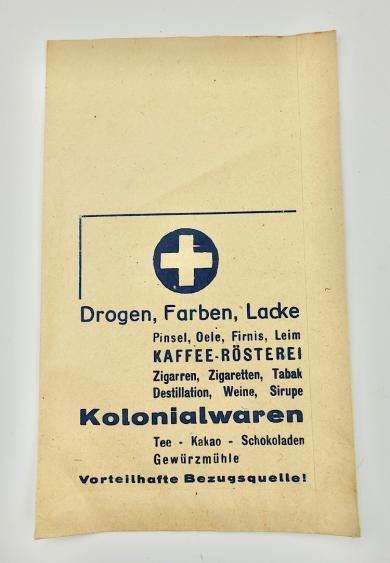 Drogen, Farben, Lacke
Pinsel, Oele, Firnis, Leim
KAFFEE-RÖSTEREI
Zigarren, Zigaretten, Tabak
Destillation, Weine, Sirupe
Kolonialwaren
Tee - Kakao - Schokoladen
Gewürzmühle
Vorteilhafte Bezugsquelle!